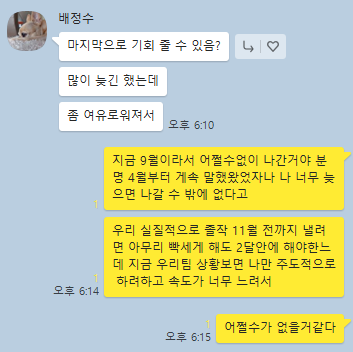 배정수
마지막으로 기회 줄 수 있음?
많이 늦긴 했는데
좀 여유로워져서
오후 6:10
지금 9월이라서 어쩔수없이 나간거야 분
명 4월부터 계속 말했왔었자나 나 너무 늦
으면 나갈 수 밖에 없다고
우리 실질적으로 졸작 11월 전까지 낼려
면 아무리 빡세게 해도 2달안에 해야한느
데 지금 우리팀 상황보면 나만 주도적으로
하려하고 속도가 너무 느려서
오후 6:14
어쩔수가 없을거같다
오후 6:15